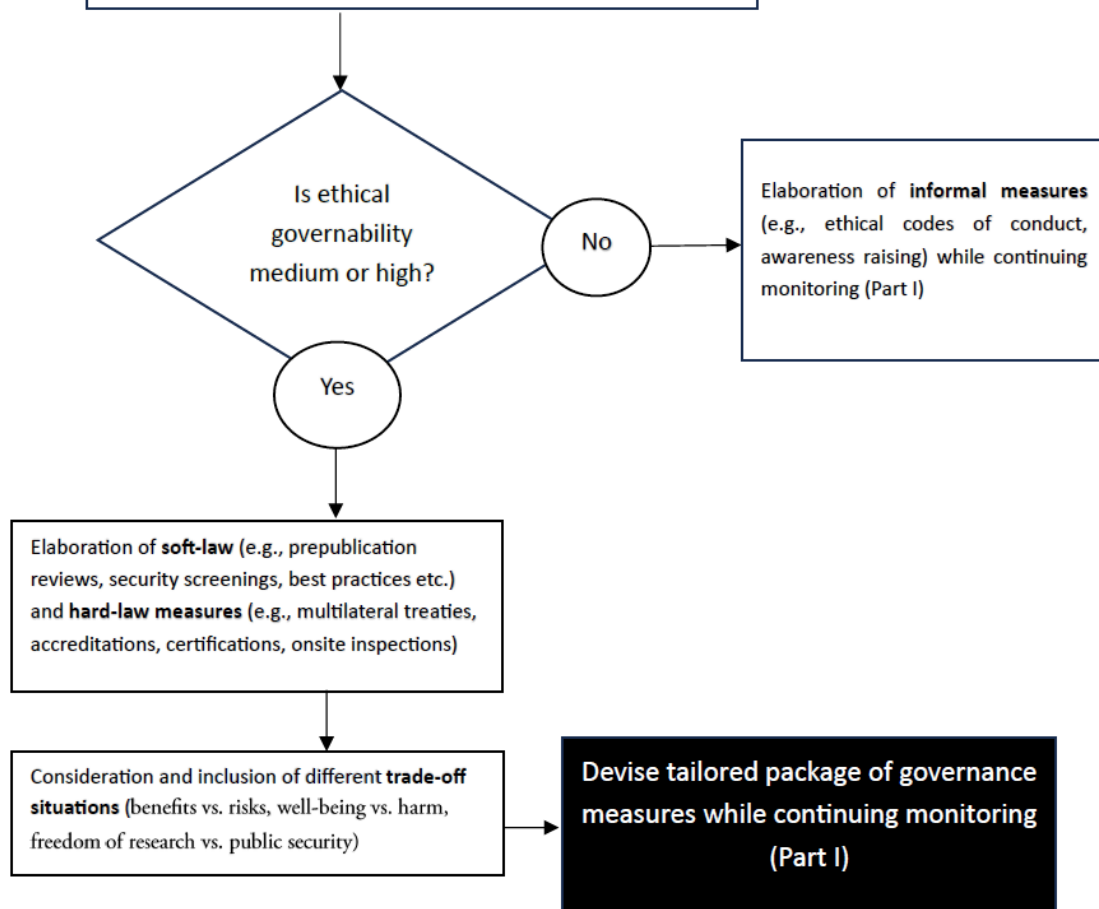 Is ethical
governability
medium or high?
No
Elaboration of informal measures
(e.g., ethical codes of conduct,
awareness raising) while continuing
monitoring (Part I)
Yes
Elaboration of soft-law (e.g., prepublication
reviews, security screenings, best practices etc.)
and hard-law measures (e.g., multilateral treaties,
accreditations, certifications, onsite inspections)
Consideration and inclusion of different trade-off
situations (benefits vs. risks, well-being vs. harm,
freedom of research vs. public security)
Devise tailored package of governance
measures while continuing monitoring
(Part I)